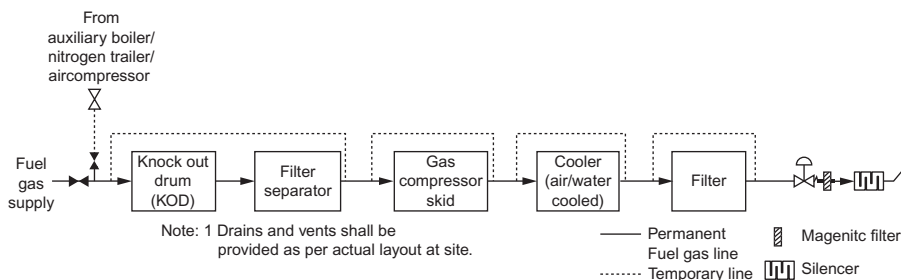 From
auxiliary boiler/
nitrogen trailer/
aircompressor
Fuel
gas
supply
Knock out
drum
(KOD)
Filter
separator
Gas
compressor
skid
Cooler
(air/water
cooled)
Filter
Note: 1 Drains and vents shall be
provided as per actual layout at site.
Permanent
Fuel gas line
Temporary line
Magenitc filter
Silencer